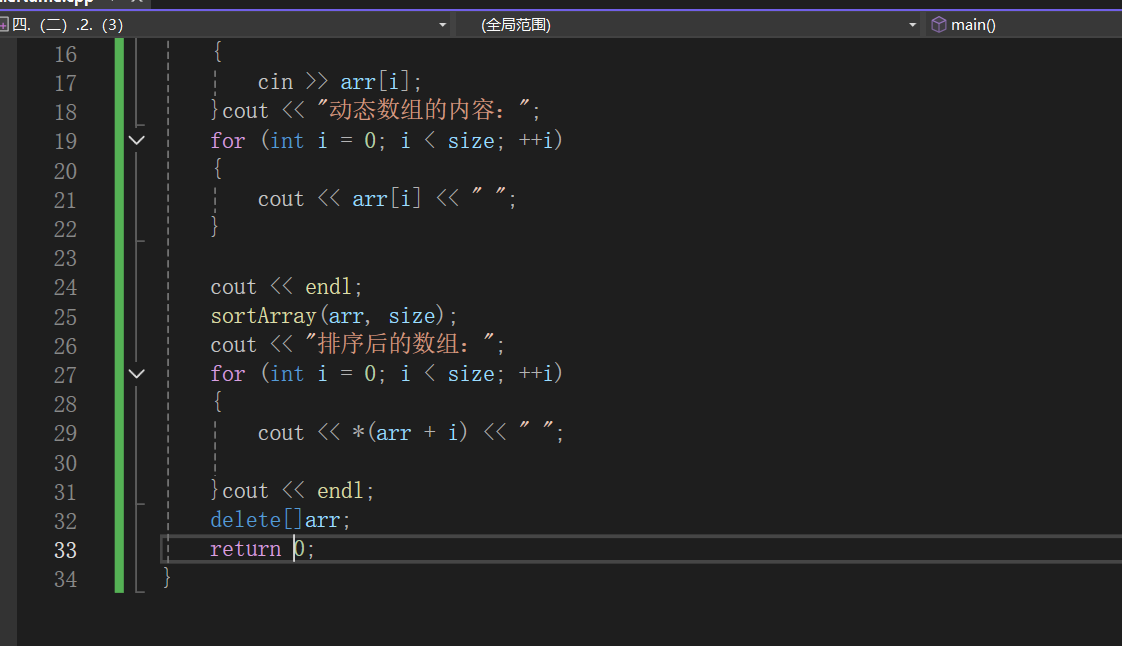 四.（二）.2.（3） (全局范围) main()
16 {
17 cin >> arr[i];
18 }cout << "动态数组的内容：";
19 for (int i = 0; i < size; ++i)
20 {
21 cout << arr[i] << " ";
22 }
23
24 cout << endl;
25 sortArray(arr, size);
26 cout << "排序后的数组：";
27 for (int i = 0; i < size; ++i)
28 {
29 cout << *(arr + i) << " ";
30
31 }cout << endl;
32 delete[]arr;
33 return 0;
34 }